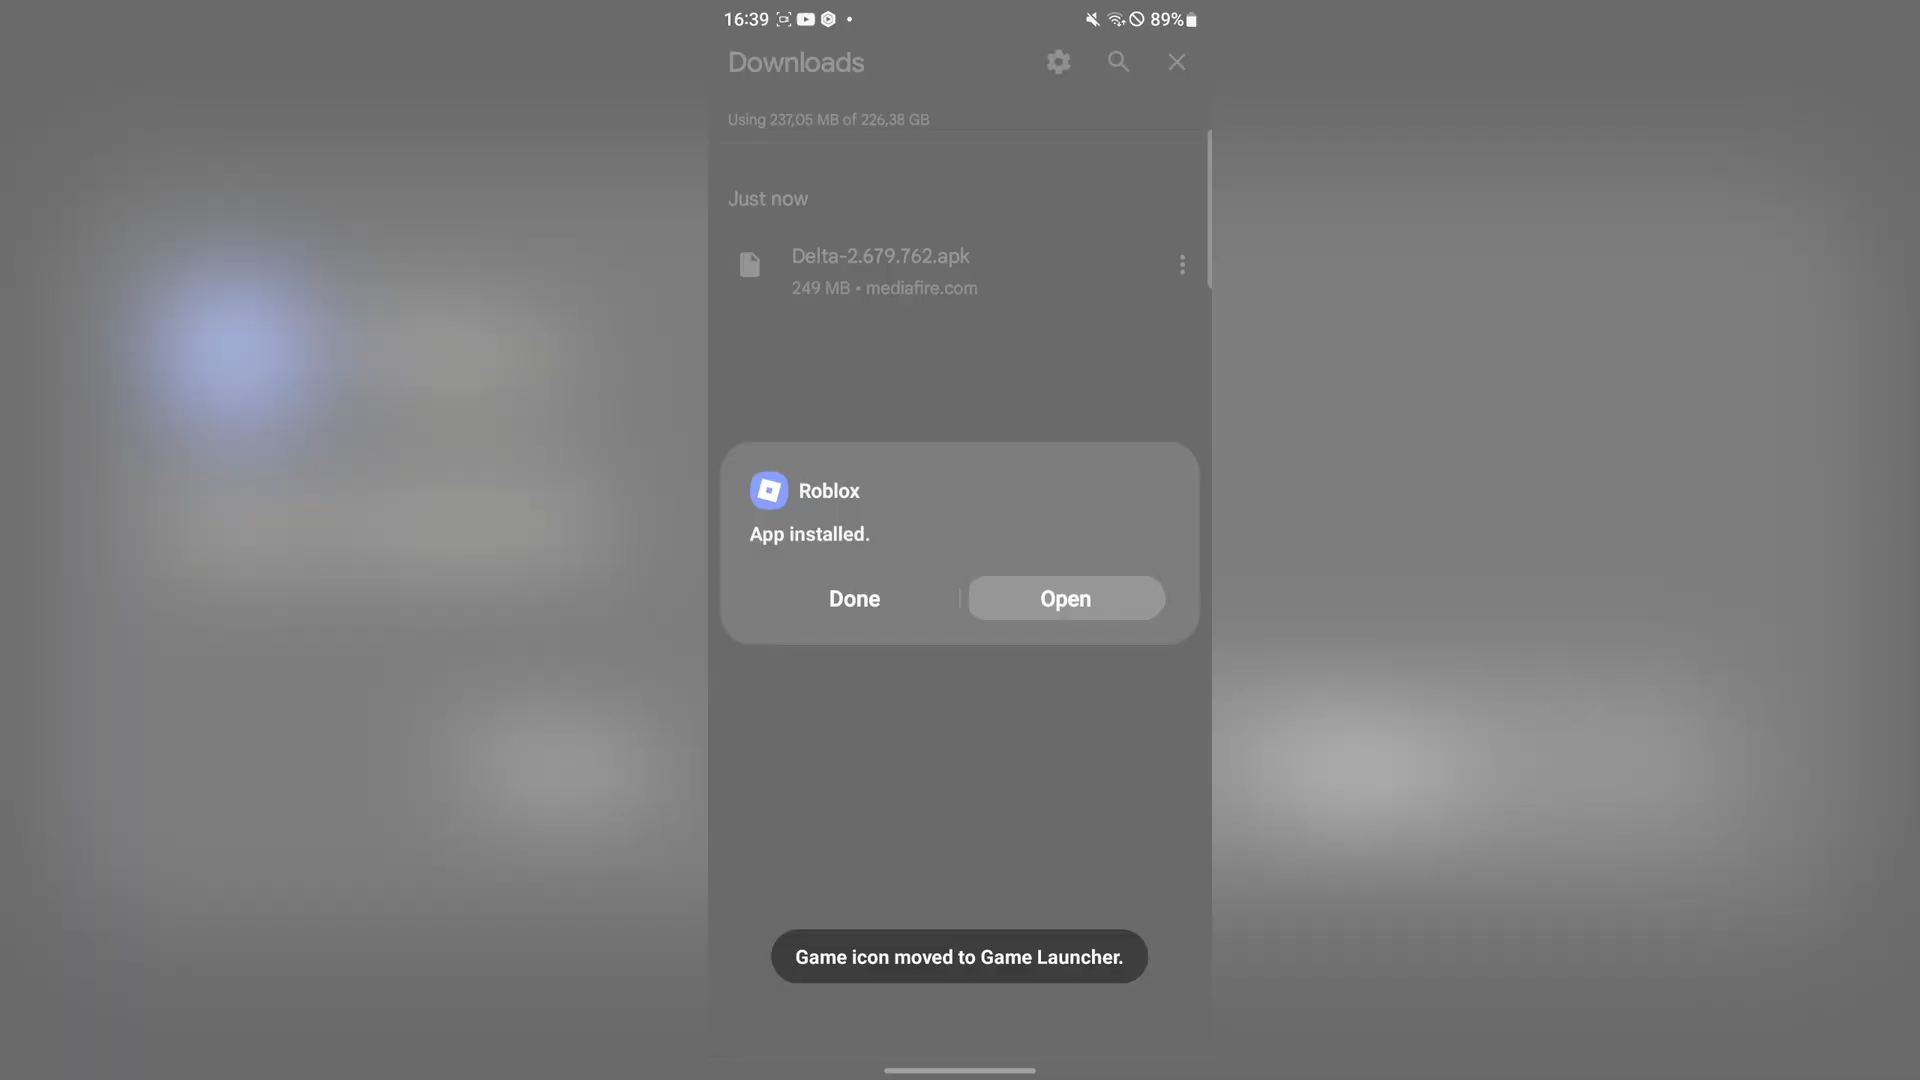 16:39 89%
Downloads
Using 237,05 MB of 226,38 GB
Just now
Delta-2.679.762.apk
249 MB • mediafire.com
Roblox
App installed.
Done Open
Game icon moved to Game Launcher.